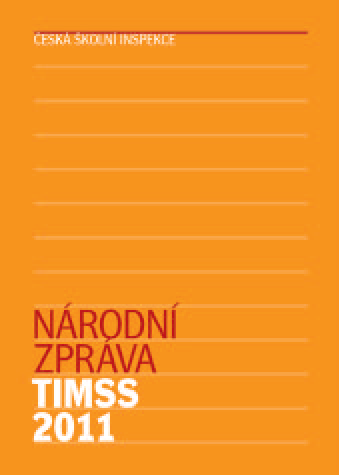 ČESKÁ ŠKOLNÍ INSPEKCE
NÁRODNÍ
ZPRÁVA
TIMSS
2011